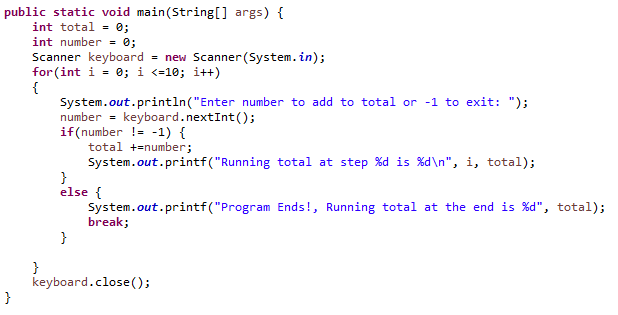 public static void main(String[] args) {
    int total = 0;
    int number = 0;
    Scanner keyboard = new Scanner(System.in);
    for(int i = 0; i <=10; i++)
    {
        System.out.println("Enter number to add to total or -1 to exit: ");
        number = keyboard.nextInt();
        if(number != -1) {
            total +=number;
            System.out.printf("Running total at step %d is %d\n", i, total);
        }
        else {
            System.out.printf("Program Ends!, Running total at the end is %d", total);
            break;
        }
    }
    keyboard.close();
}